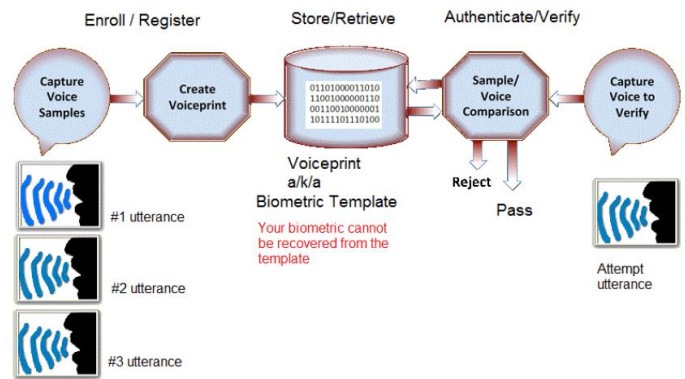 Enroll / Register
Store/Retrieve
Authenticate/Verify
Capture
Voice
Samples
Create
Voiceprint
01101000011010
11001000000110
00110010000001
10111101110100
Sample/
Voice
Comparison
Capture
Voice to
Verify
Voiceprint
a/k/a
Biometric Template
Your biometric cannot
be recovered from the
template
Reject
Pass
#1 utterance
#2 utterance
#3 utterance
Attempt
utterance